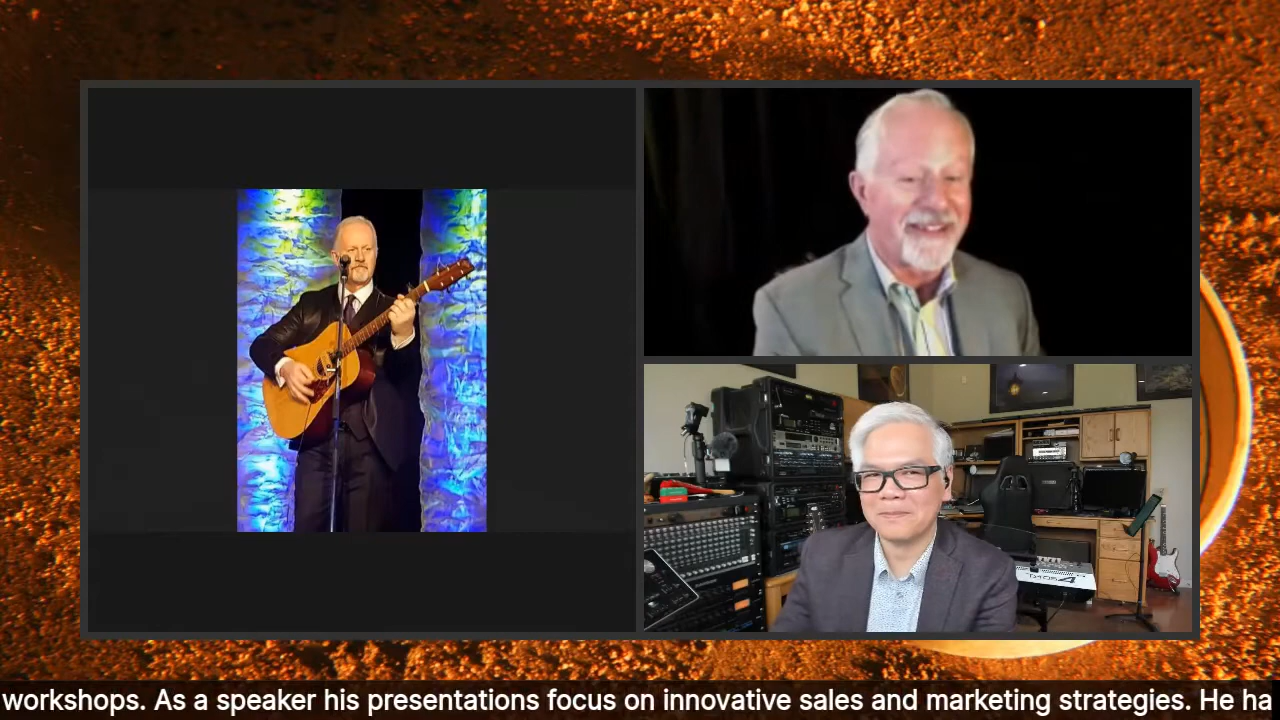 workshops. As a speaker his presentations focus on innovative sales and marketing strategies. He ha